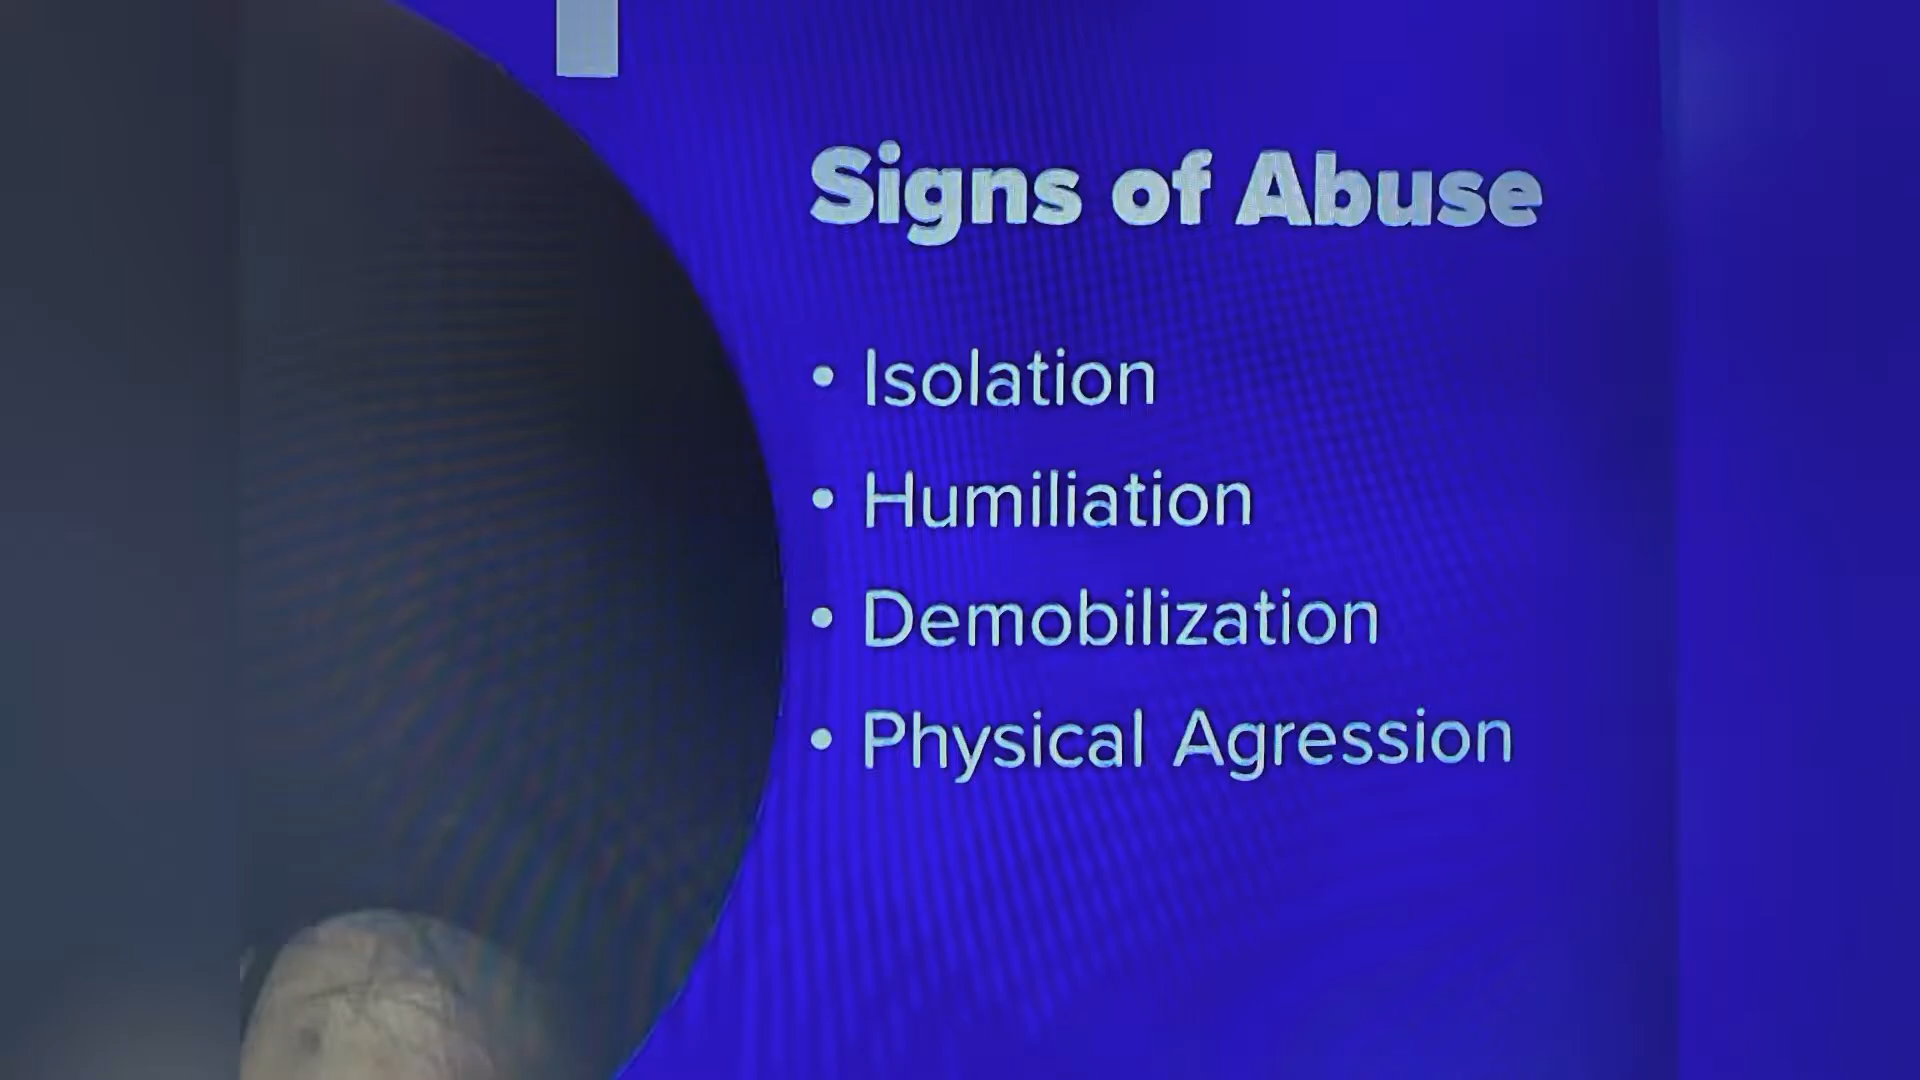 Signs of Abuse
• Isolation
• Humiliation
• Demobilization
• Physical Agression